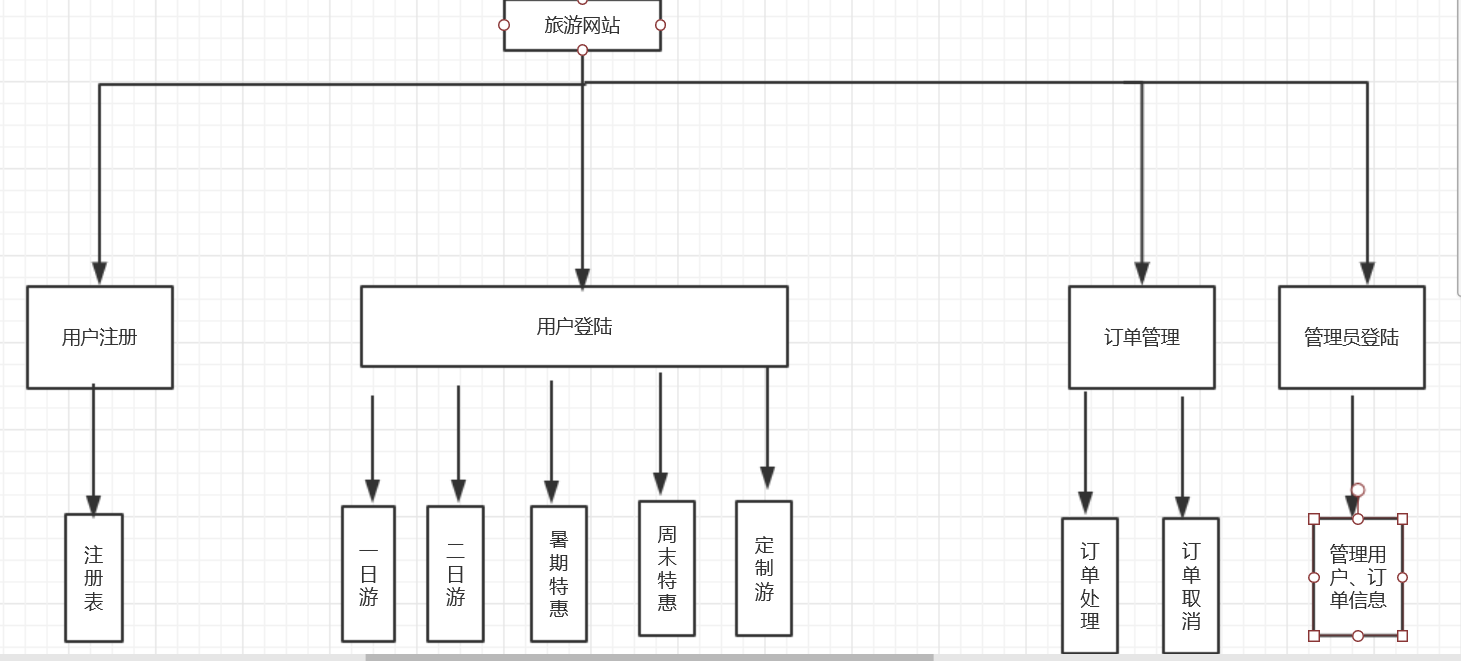 旅游网站
用户注册
用户登陆
订单管理
管理员登陆
注册表
一日游
二日游
暑期特惠
周末特惠
定制游
订单处理
订单取消
管理用
户、订
单信息